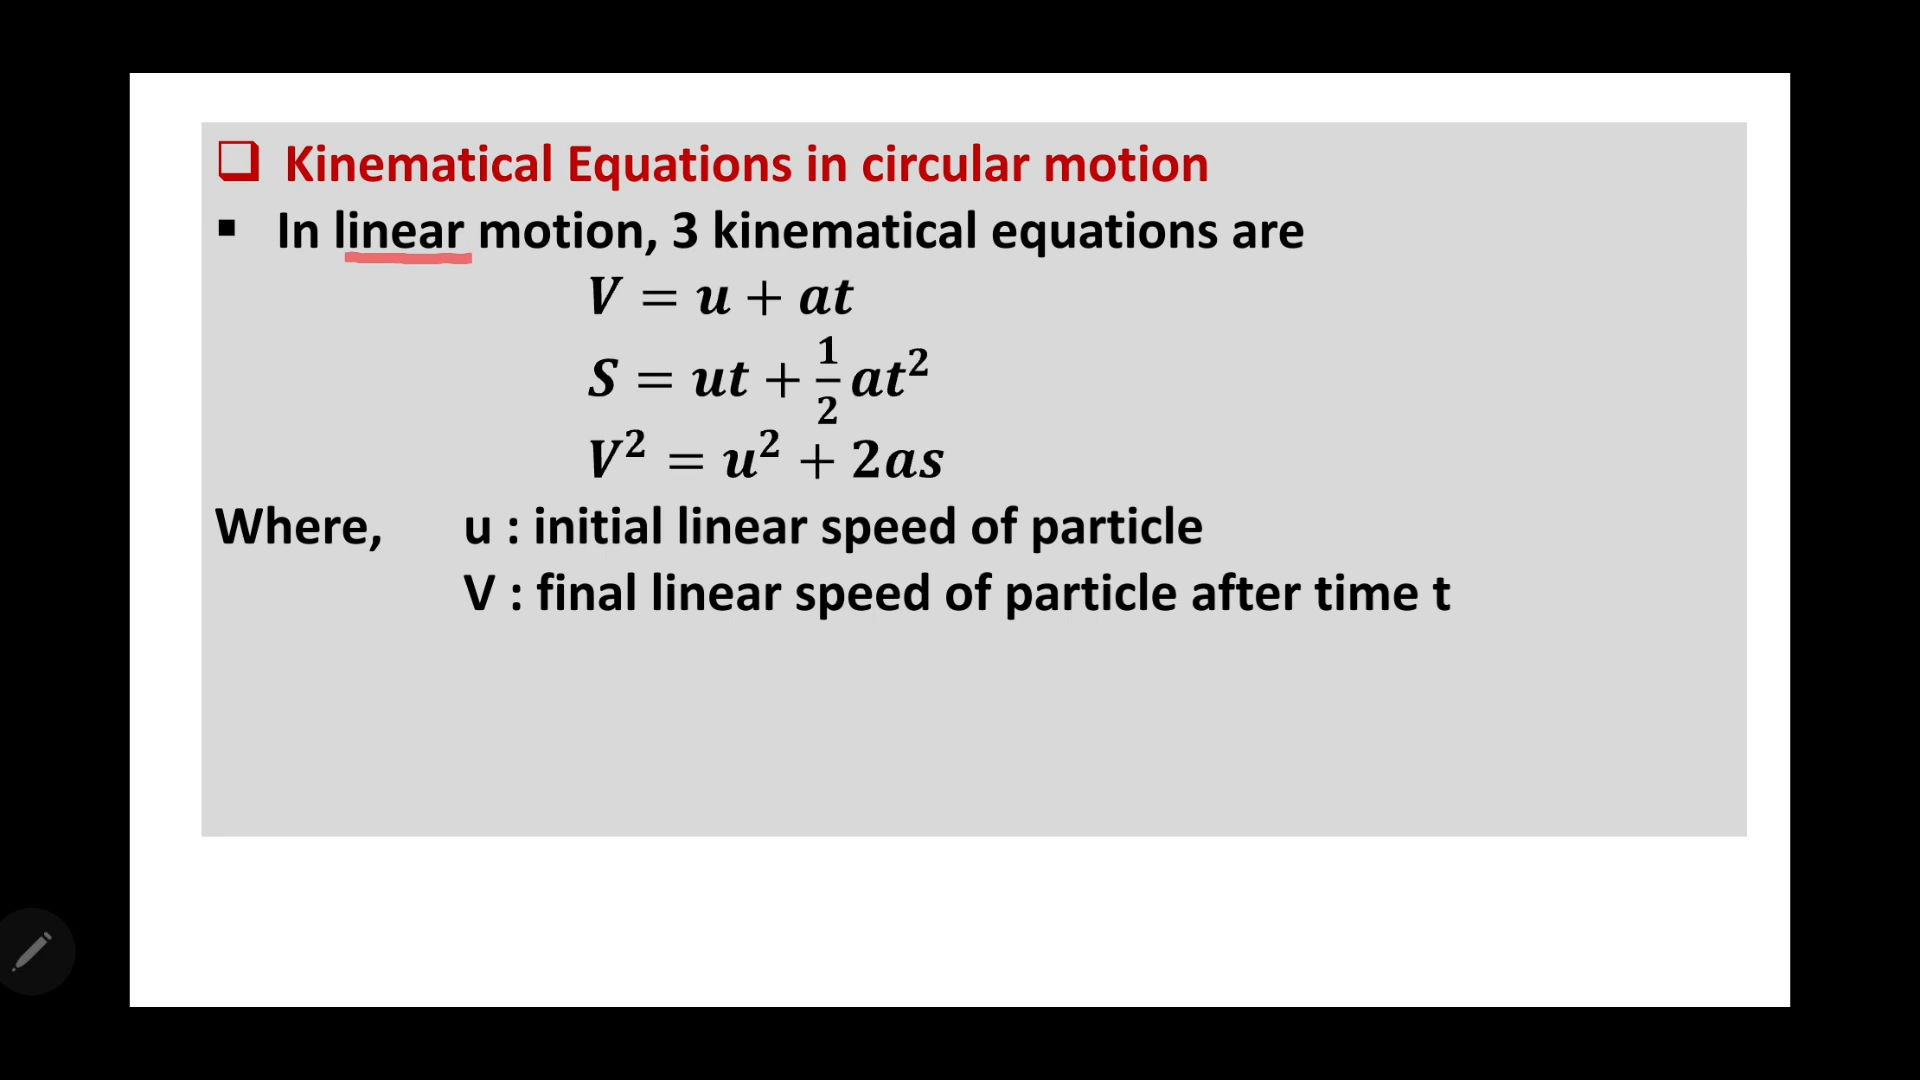 ❑ Kinematical Equations in circular motion
▪ In linear motion, 3 kinematical equations are
V = u + at
S = ut + 1/2 at²
V² = u² + 2as
Where, u : initial linear speed of particle
V : final linear speed of particle after time t